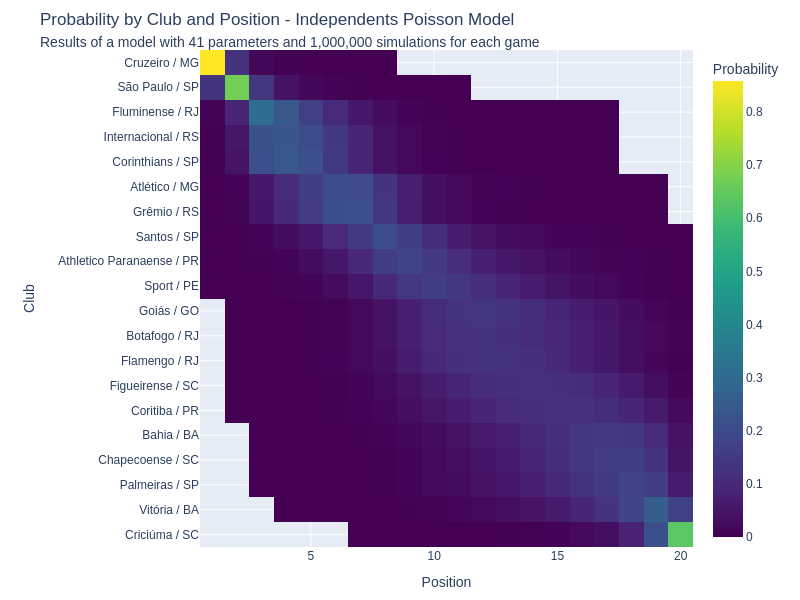 Probability by Club and Position - Independents Poisson Model
Results of a model with 41 parameters and 1,000,000 simulations for each game
Cruzeiro / MG
São Paulo / SP
Fluminense / RJ
Internacional / RS
Corinthians / SP
Atlético / MG
Grêmio / RS
Santos / SP
Athletico Paranaense / PR
Sport / PE
Goiás / GO
Botafogo / RJ
Flamengo / RJ
Figueirense / SC
Coritiba / PR
Bahia / BA
Chapecoense / SC
Palmeiras / SP
Vitória / BA
Criciúma / SC
Club
5 10 15 20
Position
Probability
0.8
0.7
0.6
0.5
0.4
0.3
0.2
0.1
0